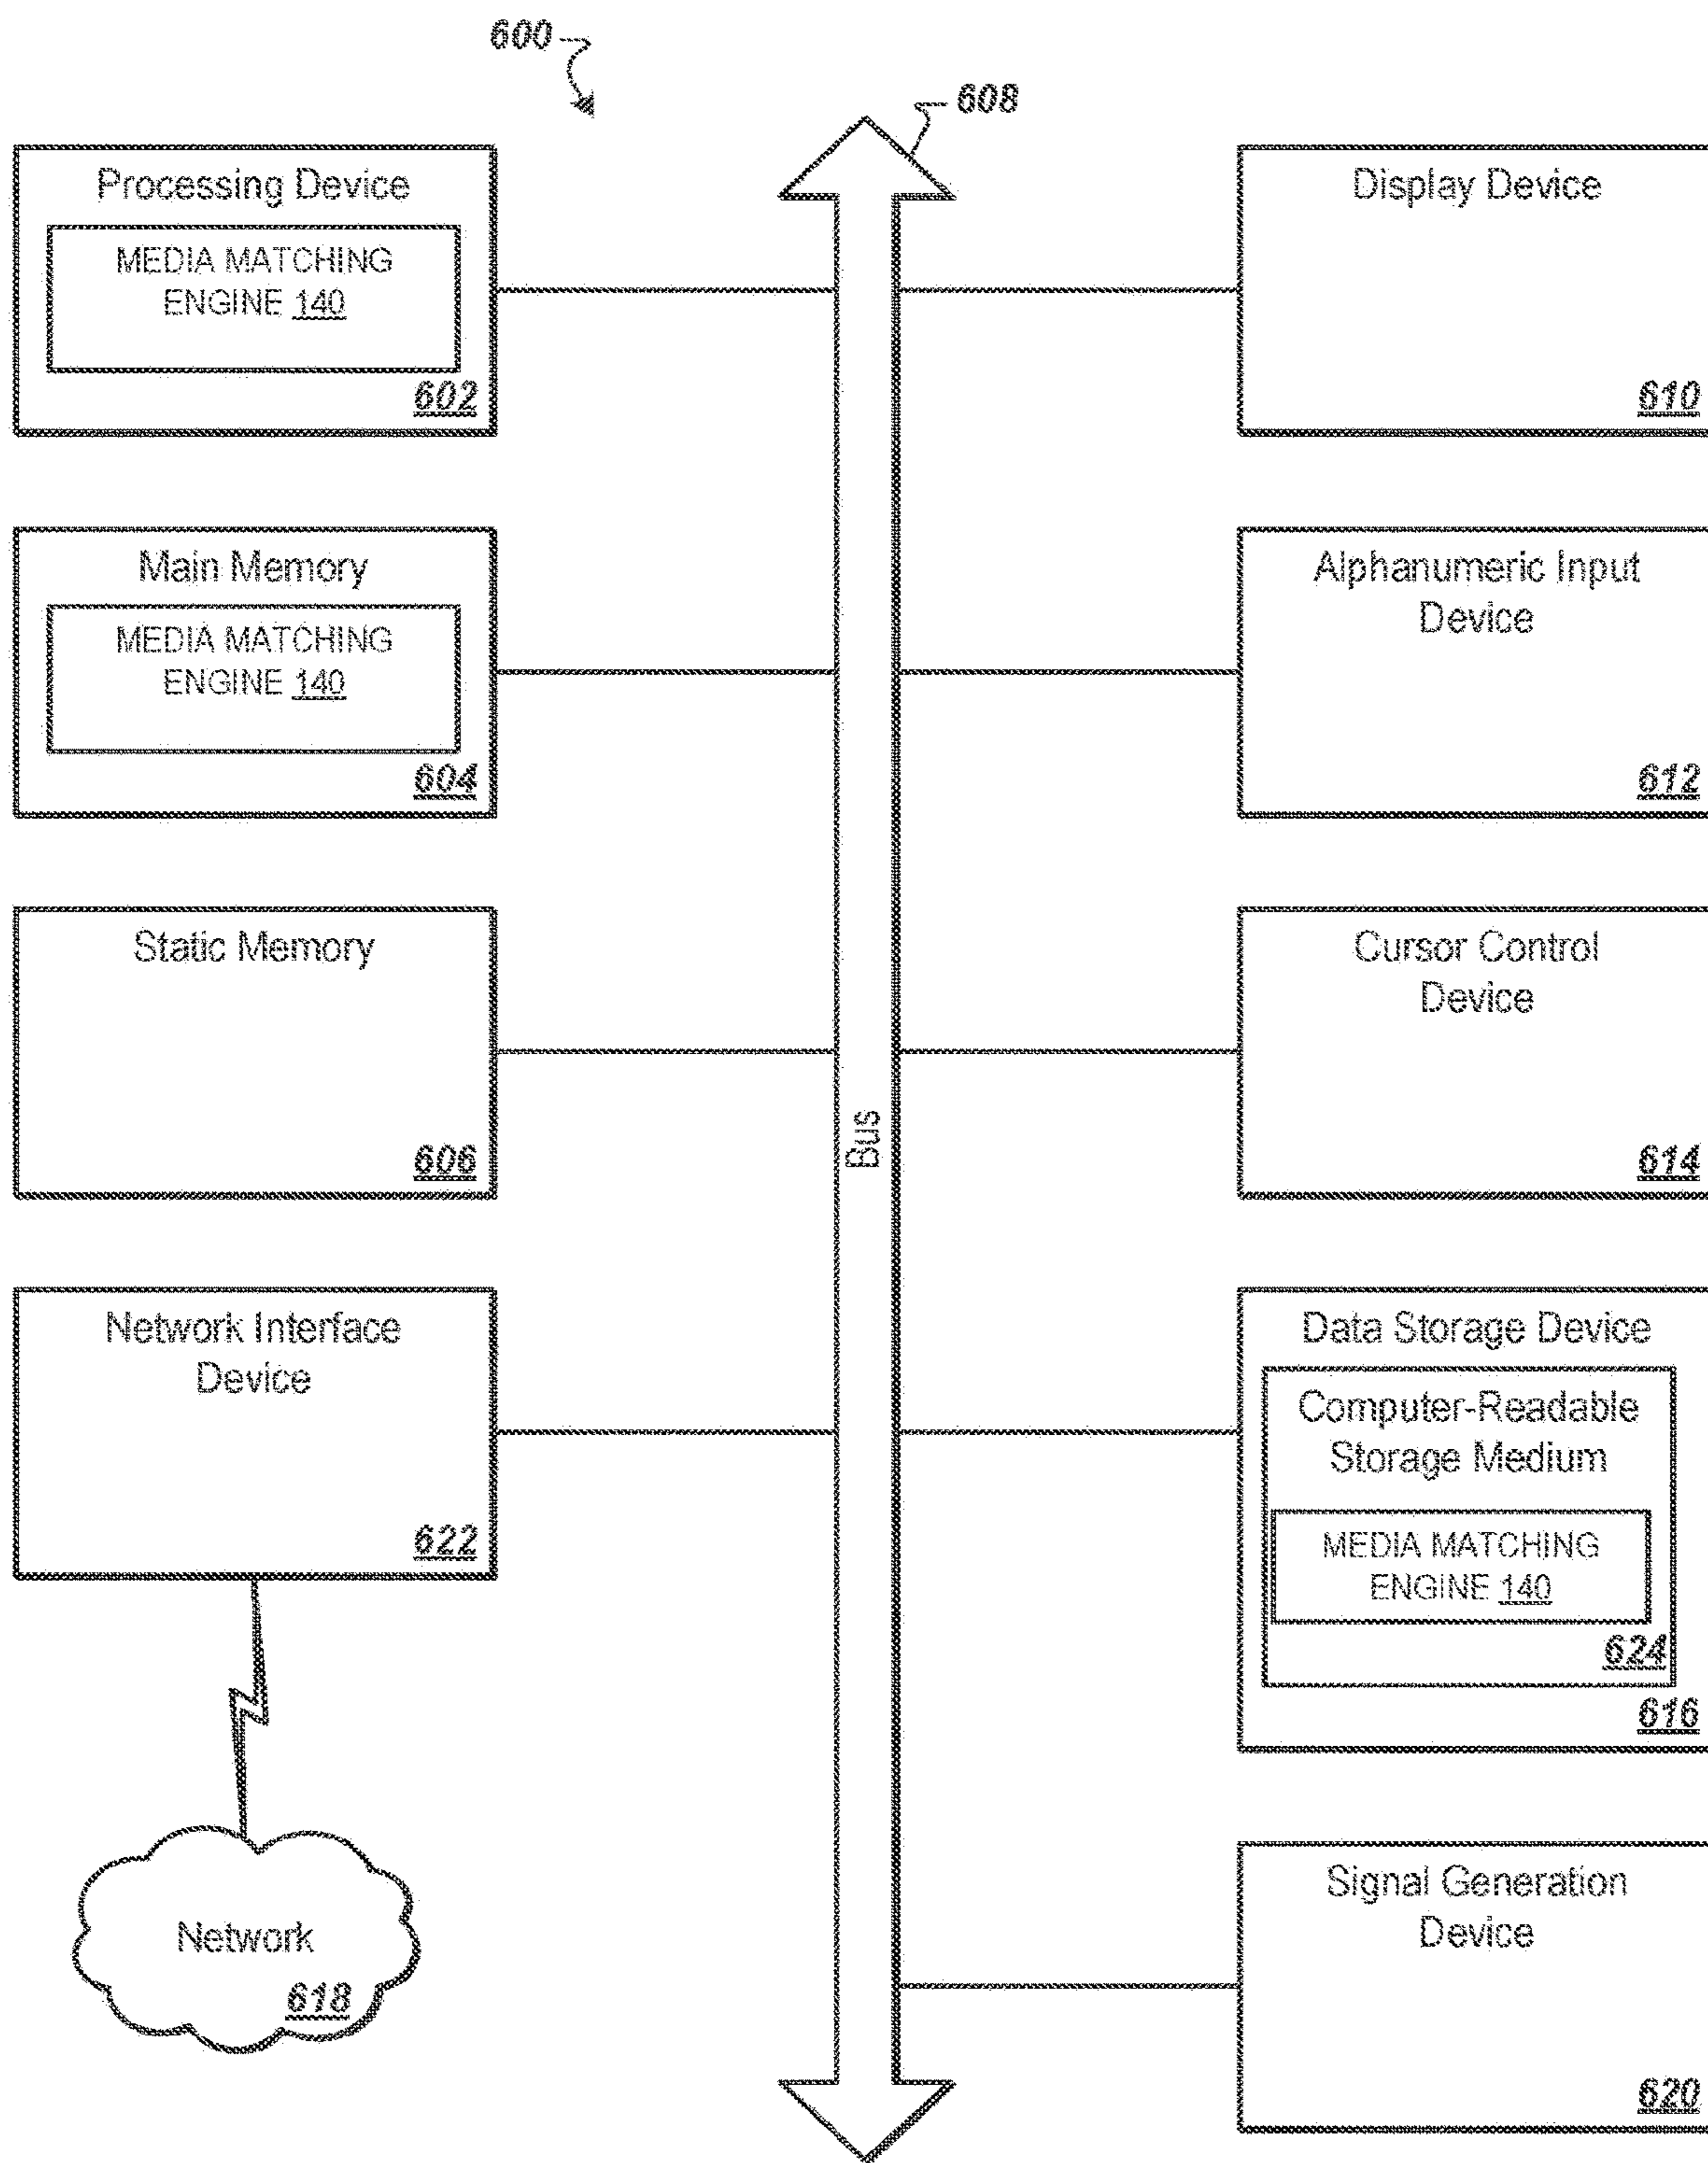 600
608
Processing Device
MEDIA MATCHING
ENGINE 140
602
Main Memory
MEDIA MATCHING
ENGINE 140
604
Static Memory
606
Network Interface
Device
622
Network
618
Bus
Display Device
610
Alphanumeric Input
Device
612
Cursor Control
Device
614
Data Storage Device
Computer-Readable
Storage Medium
MEDIA MATCHING
ENGINE 140
624
616
Signal Generation
Device
620